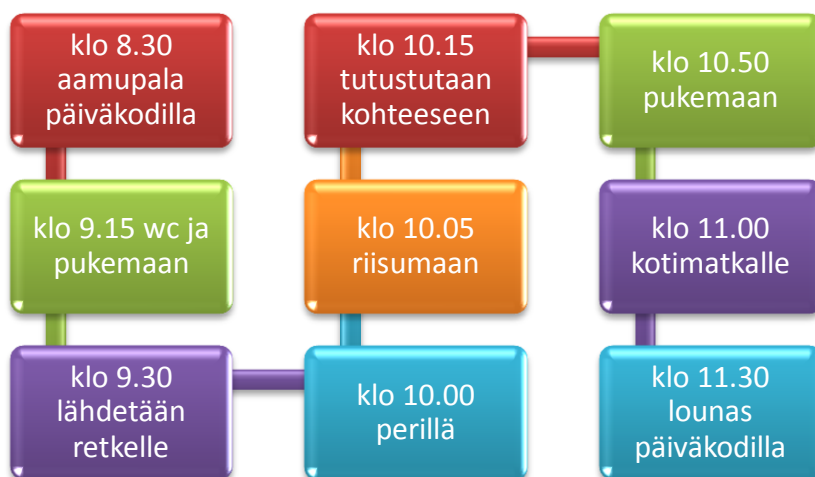 klo 8.30
aamupala
päiväkodilla
klo 9.15 wc ja
pukemaan
klo 9.30
lähdetään
retkelle
klo 10.00
perillä
klo 10.05
riisumaan
klo 10.15
tutustutaan
kohteeseen
klo 10.50
pukemaan
klo 11.00
kotimatkalle
klo 11.30
lounas
päiväkodilla